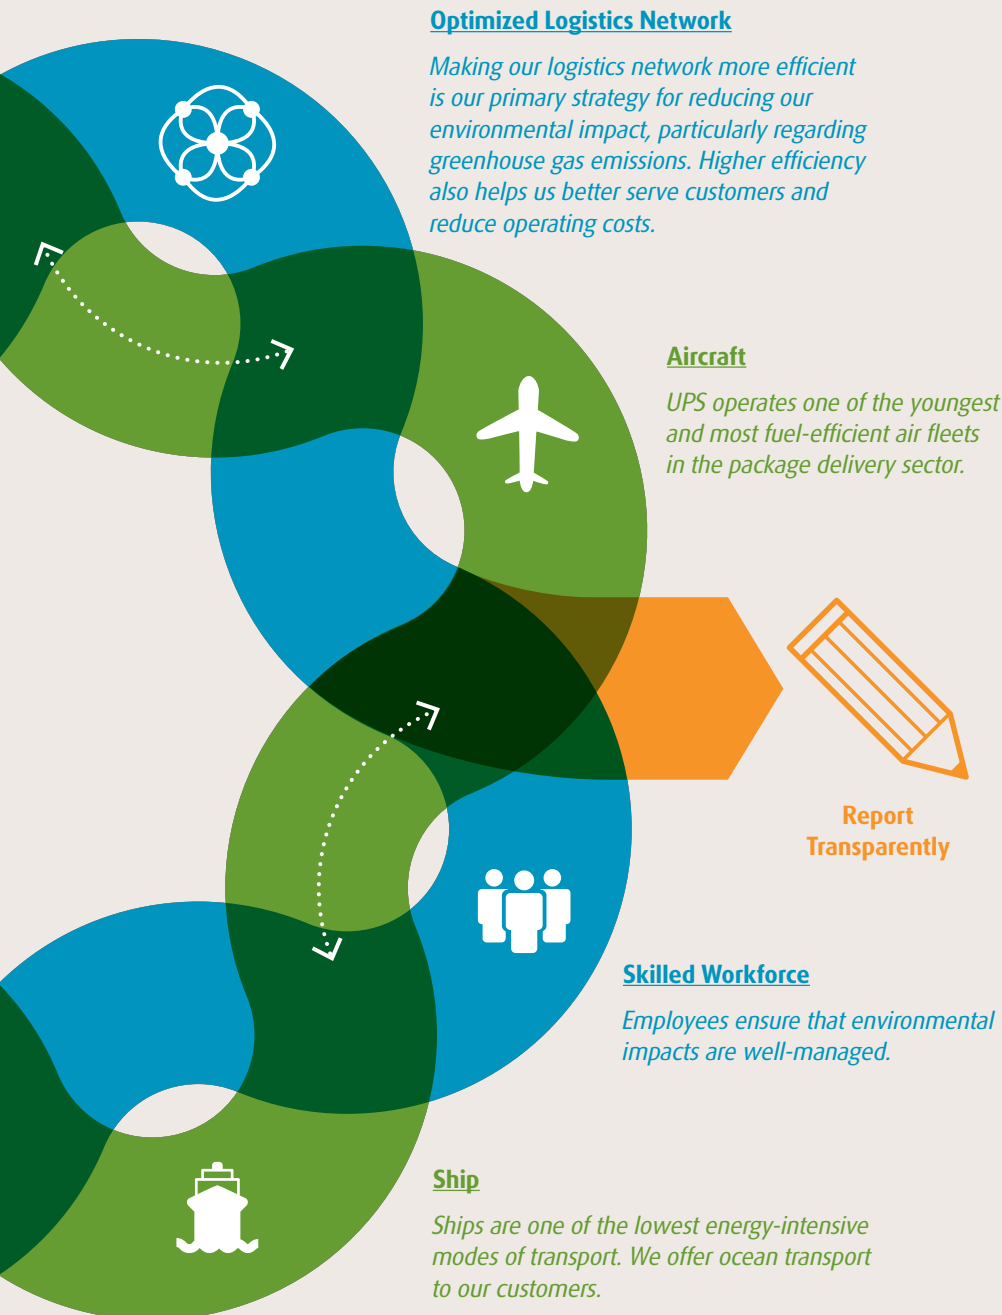 Optimized Logistics Network
Making our logistics network more efficient
is our primary strategy for reducing our
environmental impact, particularly regarding
greenhouse gas emissions. Higher efficiency
also helps us better serve customers and
reduce operating costs.
Aircraft
UPS operates one of the youngest
and most fuel-efficient air fleets
in the package delivery sector.
Report
Transparently
Skilled Workforce
Employees ensure that environmental
impacts are well-managed.
Ship
Ships are one of the lowest energy-intensive
modes of transport. We offer ocean transport
to our customers.